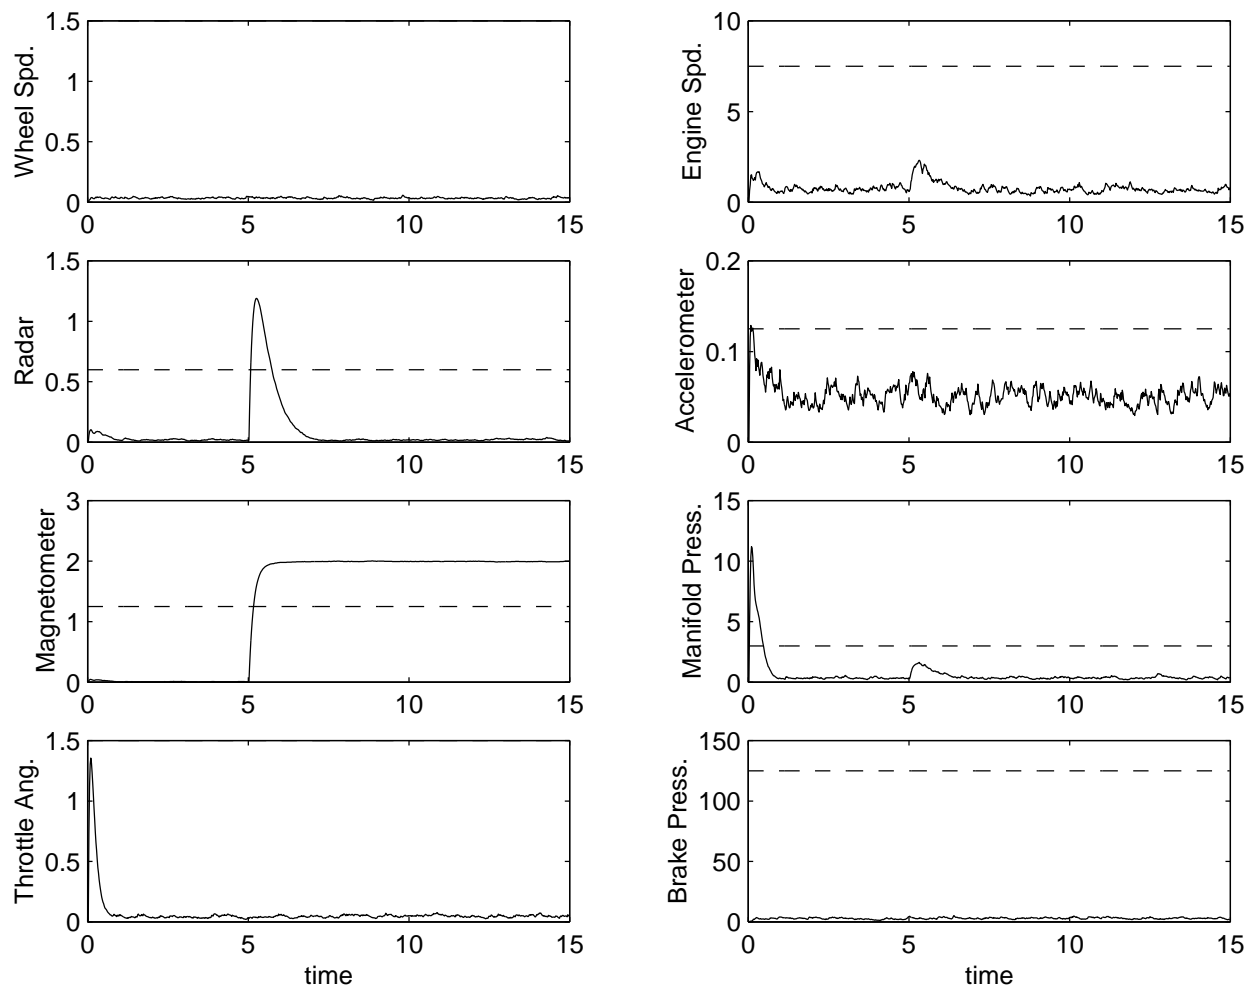 Wheel Spd.
1.5
1
0.5
0
0 5 10 15
Engine Spd.
10
5
0
0 5 10 15
Radar
1.5
1
0.5
0
0 5 10 15
Accelerometer
0.2
0.1
0
0 5 10 15
Magnetometer
3
2
1
0
0 5 10 15
Manifold Press.
15
10
5
0
0 5 10 15
Throttle Ang.
1.5
1
0.5
0
0 5 10 15
time
Brake Press.
150
100
50
0
0 5 10 15
time